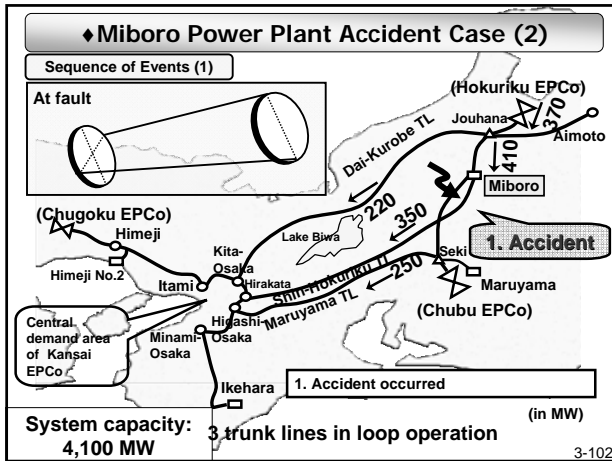 ♦Miboro Power Plant Accident Case (2)
Sequence of Events (1)
At fault
(Hokuriku EPCo)
Jouhana
370
Aimoto
Dai-Kurobe TL
410
Miboro
220
350
(Chugoku EPCo)
Himeji
Lake Biwa
1. Accident
Kita-
Osaka
Seki
Himeji No.2
Hirakata
Shin-Hokuriku TL
250
Itami
Maruyama
Maruyama TL
(Chubu EPCo)
Central
demand area
of Kansai
EPCo
Higashi-
Osaka
Minami-
Osaka
Ikehara
1. Accident occurred
(in MW)
System capacity:
4,100 MW
3 trunk lines in loop operation
3-102